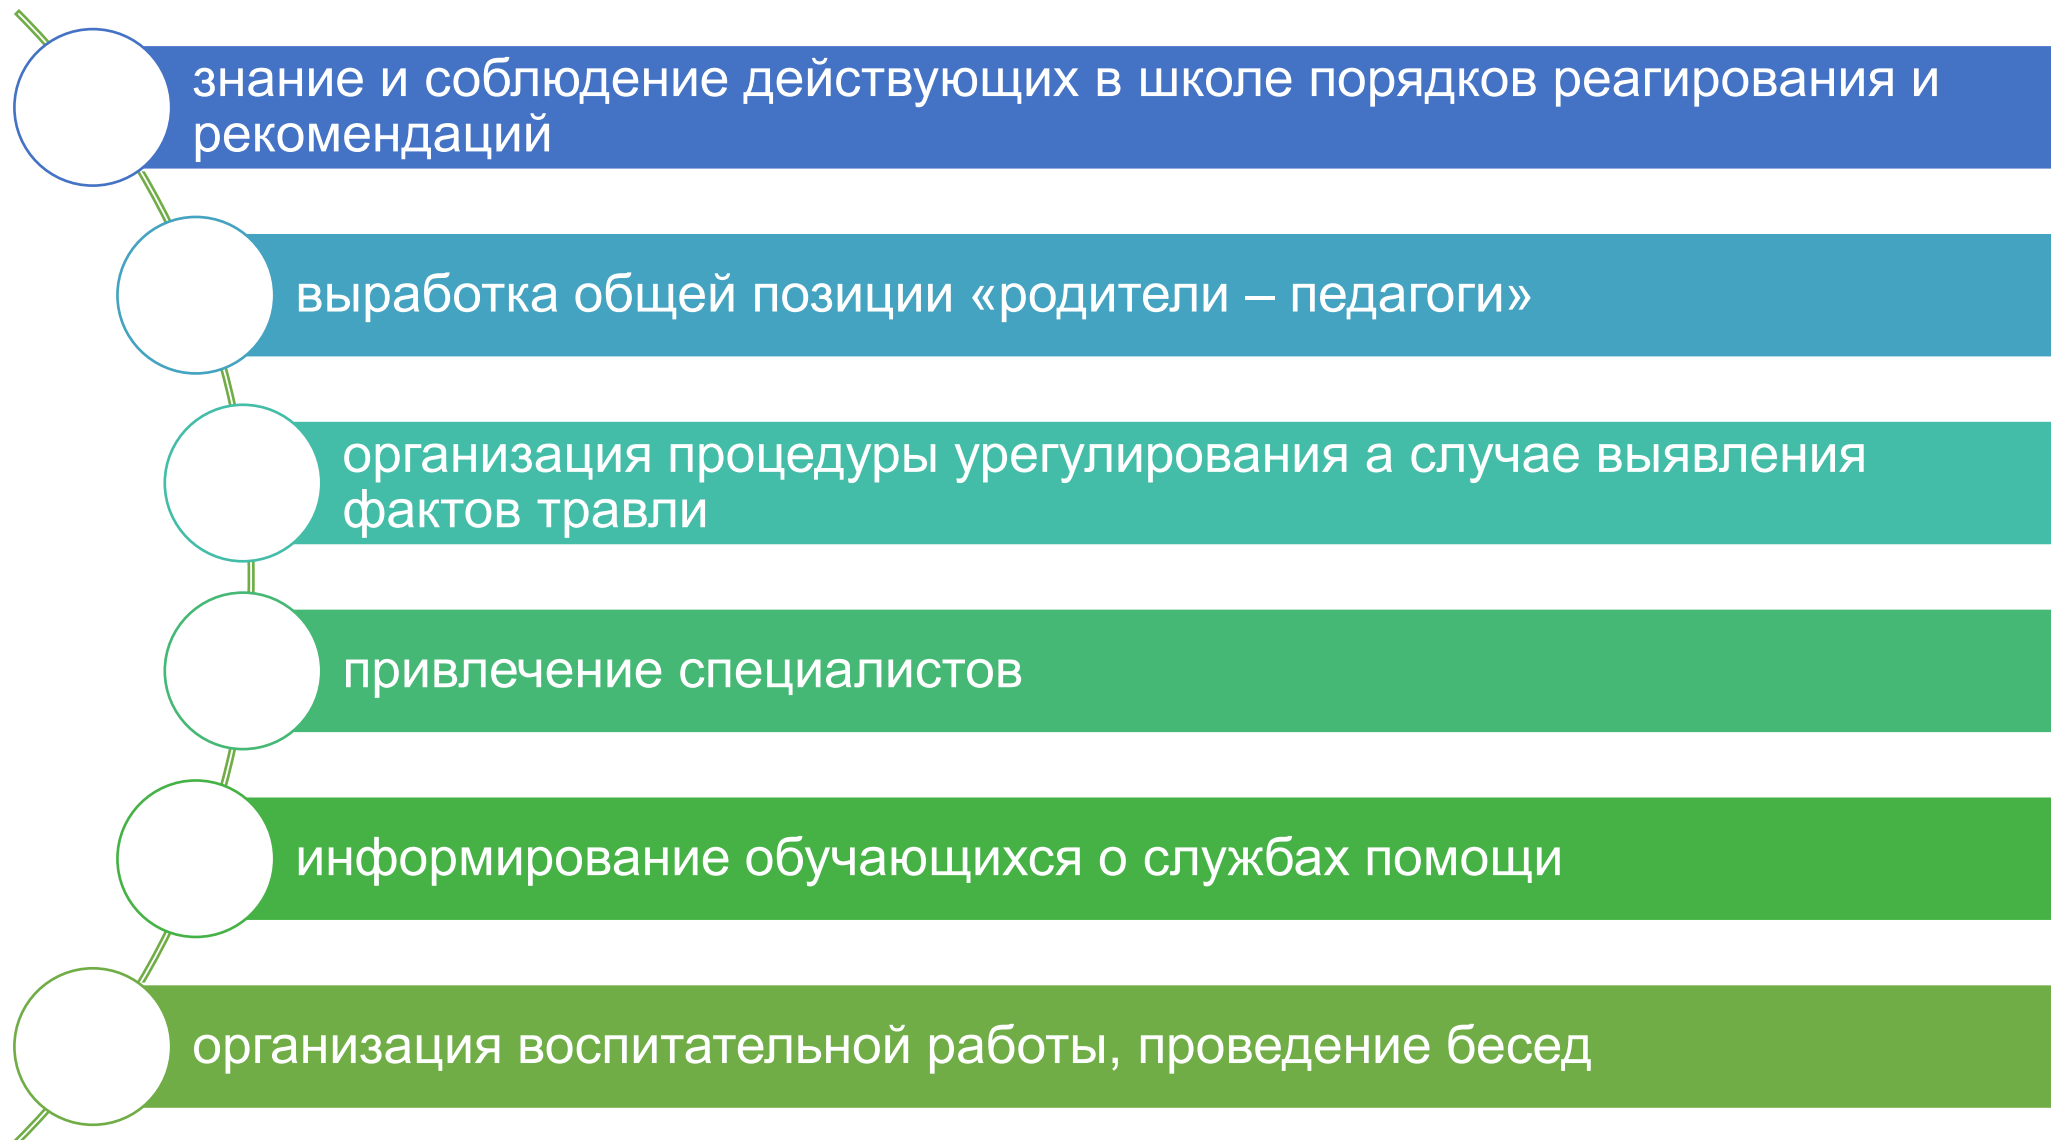 знание и соблюдение действующих в школе порядков реагирования и
рекомендаций
выработка общей позиции «родители – педагоги»
организация процедуры урегулирования а случае выявления
фактов травли
привлечение специалистов
информирование обучающихся о службах помощи
организация воспитательной работы, проведение бесед